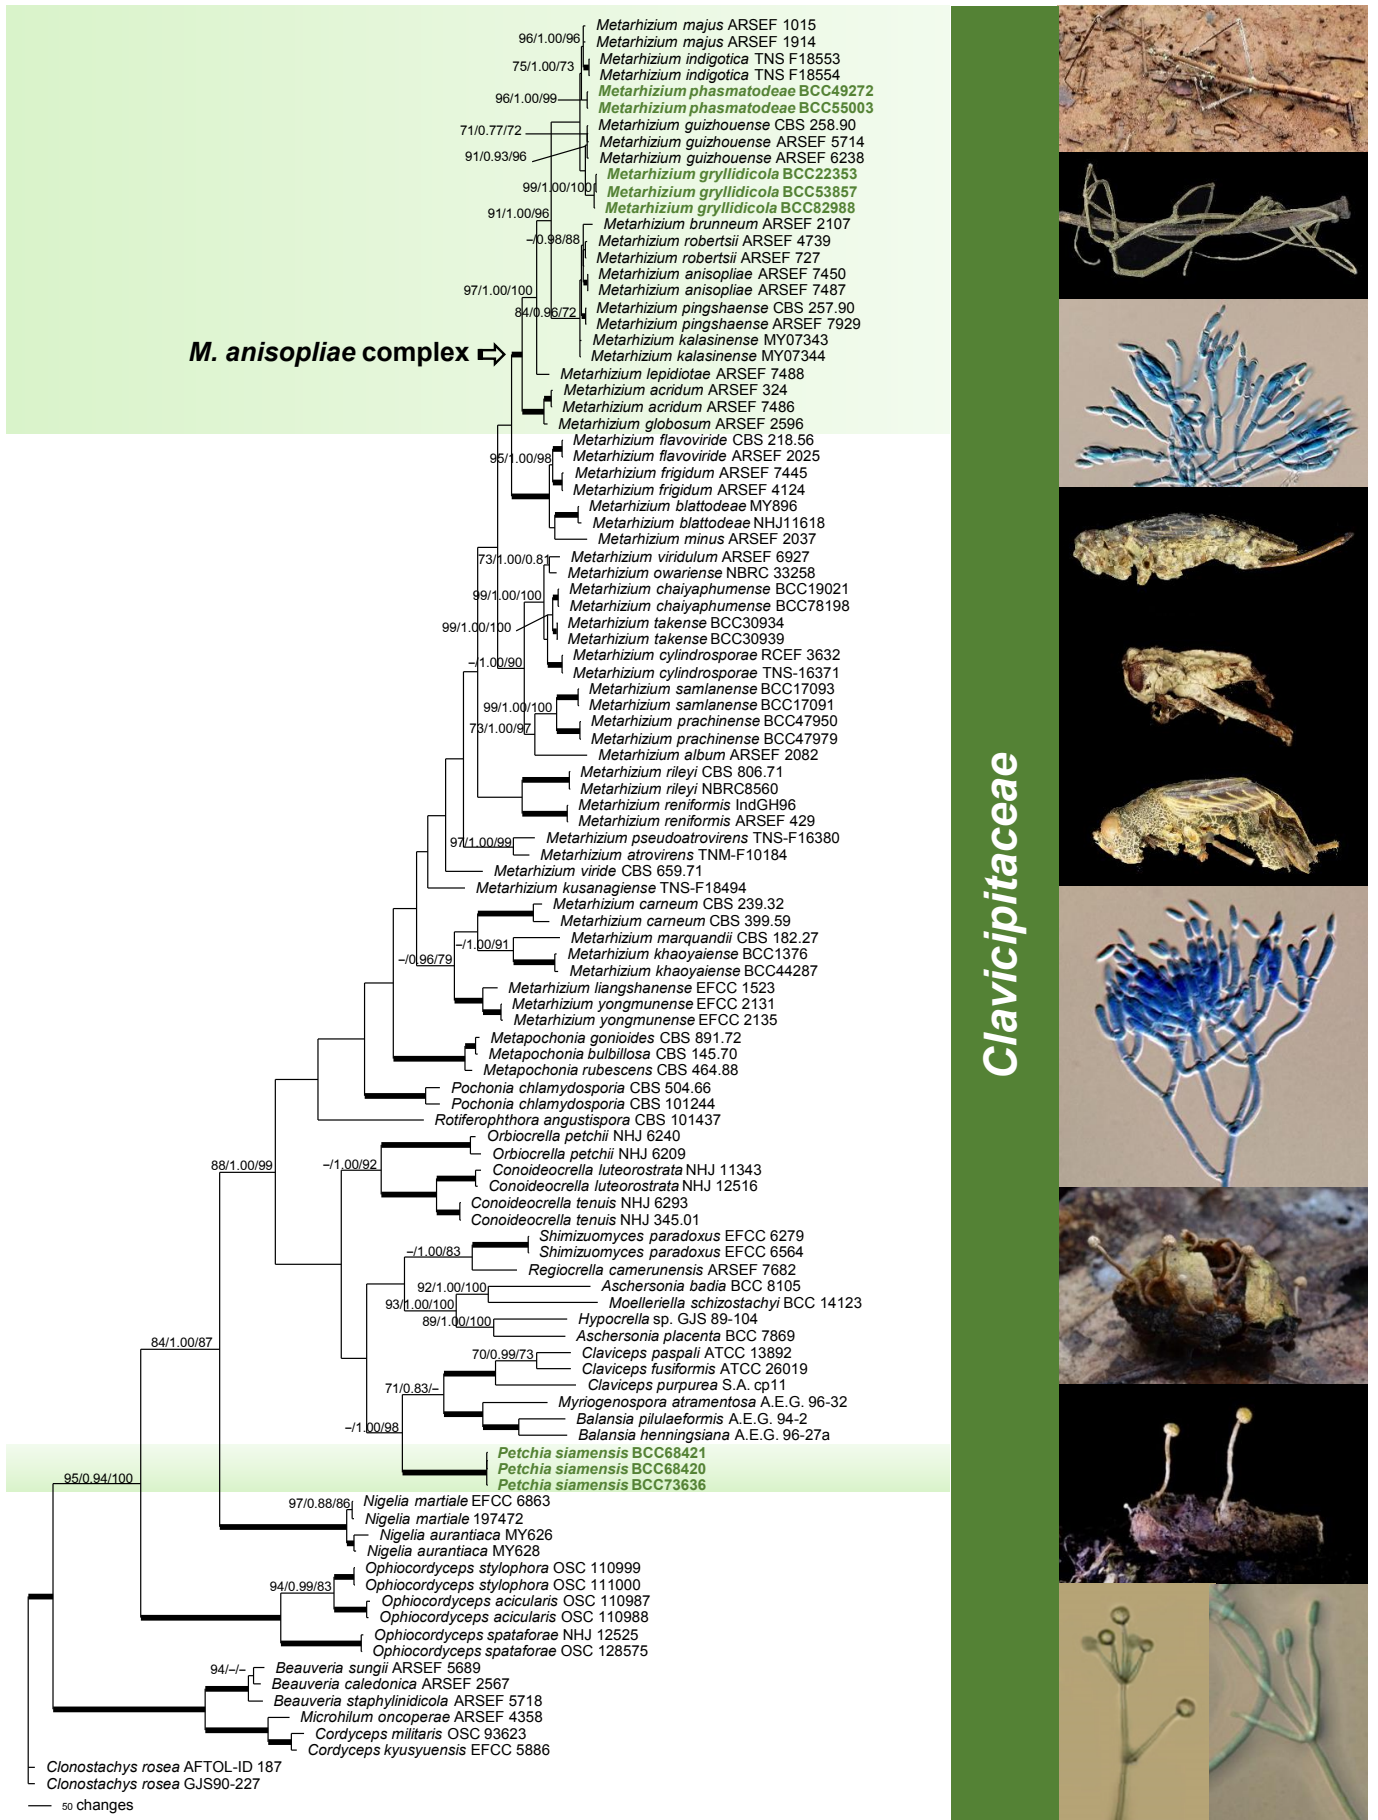 Metarhizium majus ARSEF 1015
96/1.00/96
Metarhizium majus ARSEF 1914
Metarhizium indigotica TNS F18553
75/1.00/73
Metarhizium indigotica TNS F18554
Metarhizium phasmatodeae BCC49272
96/1.00/99
Metarhizium phasmatodeae BCC55003
Metarhizium guizhouense CBS 258.90
71/0.77/72
Metarhizium guizhouense ARSEF 5714
91/0.93/96
Metarhizium guizhouense ARSEF 6238
Metarhizium gryllidicola BCC22353
99/1.00/100
Metarhizium gryllidicola BCC53857
Metarhizium gryllidicola BCC82988
91/1.00/96
Metarhizium brunneum ARSEF 2107
–/0.98/88
Metarhizium robertsii ARSEF 4739
Metarhizium robertsii ARSEF 727
Metarhizium anisopliae ARSEF 7450
97/1.00/100
Metarhizium anisopliae ARSEF 7487
Metarhizium pingshaense CBS 257.90
84/0.96/72
Metarhizium pingshaense ARSEF 7929
Metarhizium kalasinense MY07343
M. anisopliae complex
Metarhizium kalasinense MY07344
Metarhizium lepidiotae ARSEF 7488
Metarhizium acridum ARSEF 324
Metarhizium acridum ARSEF 7486
Metarhizium globosum ARSEF 2596
Metarhizium flavoviride CBS 218.56
95/1.00/98
Metarhizium flavoviride ARSEF 2025
Metarhizium frigidum ARSEF 7445
Metarhizium frigidum ARSEF 4124
Metarhizium blattodeae MY896
Metarhizium blattodeae NHJ11618
Metarhizium minus ARSEF 2037
73/1.00/0.81
Metarhizium viridulum ARSEF 6927
Metarhizium owariense NBRC 33258
Metarhizium chaiyaphumense BCC19021
99/1.00/100
Metarhizium chaiyaphumense BCC78198
Metarhizium takense BCC30934
99/1.00/100
Metarhizium takense BCC30939
Metarhizium cylindrosporae RCEF 3632
–/1.00/90
Metarhizium cylindrosporae TNS-16371
Metarhizium samlanense BCC17093
99/1.00/100
Metarhizium samlanense BCC17091
Metarhizium prachinense BCC47950
73/1.00/97
Metarhizium prachinense BCC47979
Metarhizium album ARSEF 2082
Metarhizium rileyi CBS 806.71
Metarhizium rileyi NBRC8560
Metarhizium reniformis IndGH96
Metarhizium reniformis ARSEF 429
Metarhizium pseudoatrovirens TNS-F16380
97/1.00/99
Metarhizium atrovirens TNM-F10184
Metarhizium viride CBS 659.71
Metarhizium kusanagiense TNS-F18494
Metarhizium carneum CBS 239.32
Metarhizium carneum CBS 399.59
Clavicipitaceae
Metarhizium marquandii CBS 182.27
–/1.00/91
Metarhizium khaoyaiense BCC1376
–/0.96/79
Metarhizium khaoyaiense BCC44287
Metarhizium liangshanense EFCC 1523
Metarhizium yongmunense EFCC 2131
Metarhizium yongmunense EFCC 2135
Metapochonia gonioides CBS 891.72
Metapochonia bulbillosa CBS 145.70
Metapochonia rubescens CBS 464.88
Pochonia chlamydosporia CBS 504.66
Pochonia chlamydosporia CBS 101244
Rotiferophthora angustispora CBS 101437
Orbiocrella petchii NHJ 6240
Orbiocrella petchii NHJ 6209
88/1.00/99
–/1.00/92
Conoideocrella luteorostrata NHJ 11343
Conoideocrella luteorostrata NHJ 12516
Conoideocrella tenuis NHJ 6293
Conoideocrella tenuis NHJ 345.01
Shimizuomyces paradoxus EFCC 6279
–/1.00/83
Shimizuomyces paradoxus EFCC 6564
Regiocrella camerunensis ARSEF 7682
92/1.00/100
Aschersonia badia BCC 8105
93/1.00/100
Moelleriella schizostachyi BCC 14123
89/1.00/100
Hypocrella sp. GJS 89-104
Aschersonia placenta BCC 7869
84/1.00/87
70/0.99/73
Claviceps paspali ATCC 13892
Claviceps fusiformis ATCC 26019
71/0.83/–
Claviceps purpurea S.A. cp11
Myriogenospora atramentosa A.E.G. 96-32
–/1.00/98
Balansia pilulaeformis A.E.G. 94-2
Balansia henningsiana A.E.G. 96-27a
Petchia siamensis BCC68421
Petchia siamensis BCC68420
95/0.94/100
Petchia siamensis BCC73636
97/0.88/86
Nigelia martiale EFCC 6863
Nigelia martiale 197472
Nigelia aurantiaca MY626
Nigelia aurantiaca MY628
Ophiocordyceps stylophora OSC 110999
94/0.99/83
Ophiocordyceps stylophora OSC 111000
Ophiocordyceps acicularis OSC 110987
Ophiocordyceps acicularis OSC 110988
Ophiocordyceps spataforae NHJ 12525
Ophiocordyceps spataforae OSC 128575
94/–/–
Beauveria sungii ARSEF 5689
Beauveria caledonica ARSEF 2567
Beauveria staphylinidicola ARSEF 5718
Microhilum oncoperae ARSEF 4358
Cordyceps militaris OSC 93623
Cordyceps kyusyuensis EFCC 5886
Clonostachys rosea AFTOL-ID 187
Clonostachys rosea GJS90-227
50 changes